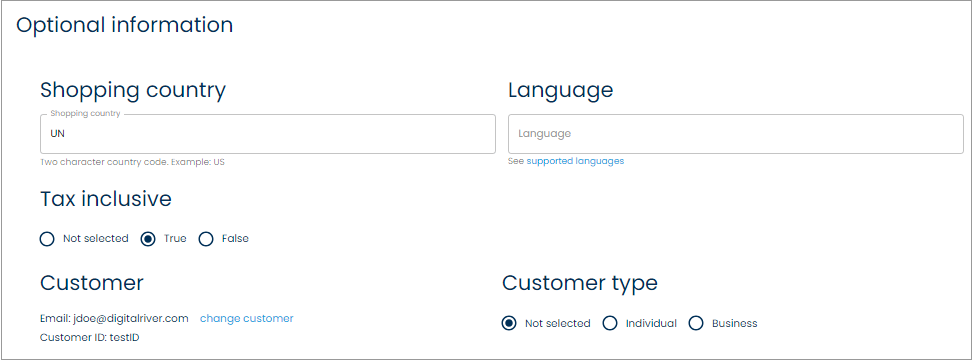 Optional information
Shopping country
Language
Shopping country
UN
Language
Two character country code. Example: US
See supported languages
Tax inclusive
Not selected
True
False
Customer
Customer type
Email: jdoe@digitalriver.com change customer
Not selected
Individual
Business
Customer ID: testID